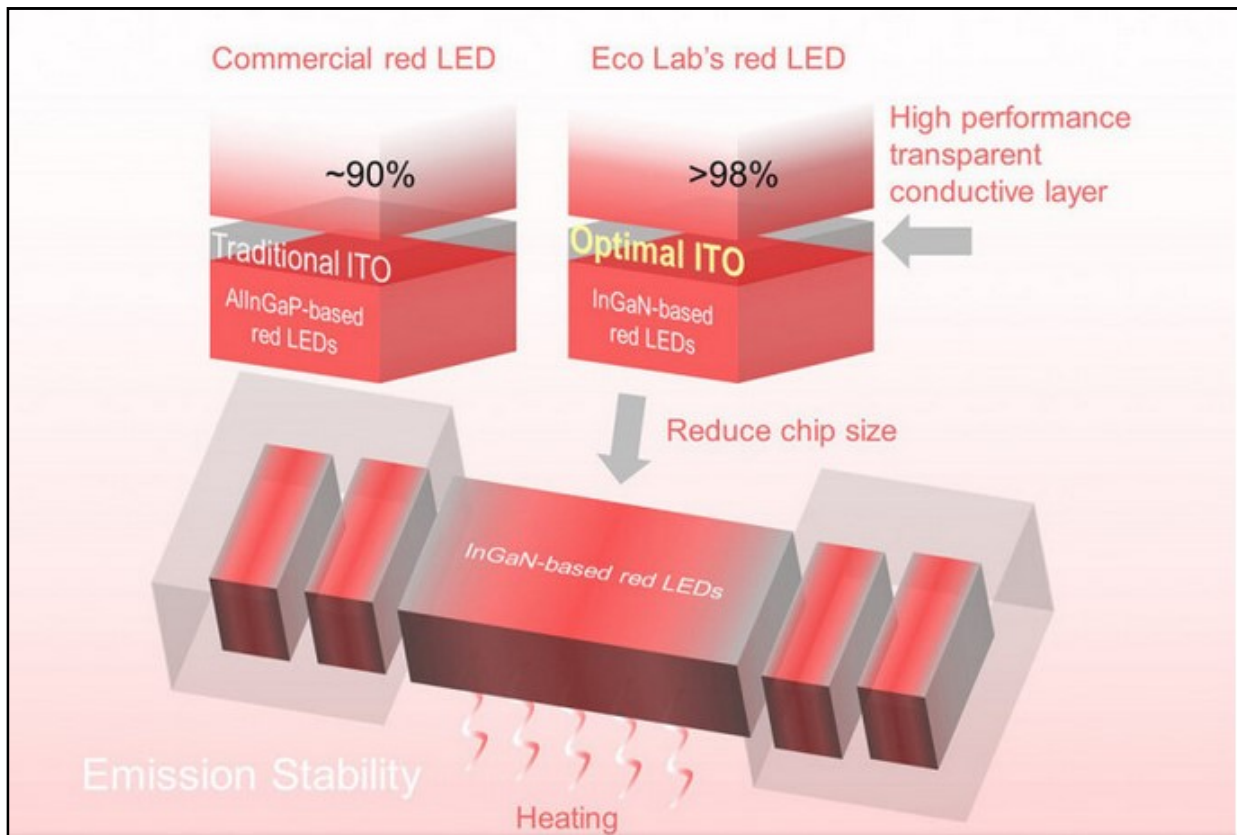 Commercial red LED
Eco Lab's red LED
High performance
transparent
conductive layer
~90%
>98%
Traditional ITO
Optimal ITO
AlInGaP-based
red LEDs
InGaN-based
red LEDs
Reduce chip size
InGaN-based red LEDs
Emission Stability
Heating